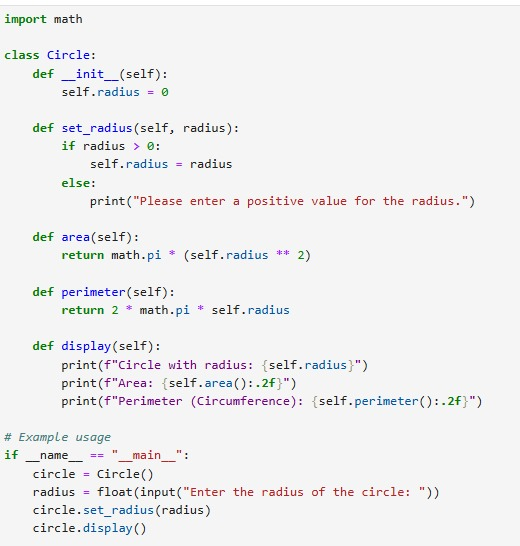 import math

class Circle:
    def __init__(self):
        self.radius = 0

    def set_radius(self, radius):
        if radius > 0:
            self.radius = radius
        else:
            print("Please enter a positive value for the radius.")

    def area(self):
        return math.pi * (self.radius ** 2)

    def perimeter(self):
        return 2 * math.pi * self.radius

    def display(self):
        print(f"Circle with radius: {self.radius}")
        print(f"Area: {self.area():.2f}")
        print(f"Perimeter (Circumference): {self.perimeter():.2f}")

# Example usage
if __name__ == "__main__":
    circle = Circle()
    radius = float(input("Enter the radius of the circle: "))
    circle.set_radius(radius)
    circle.display()